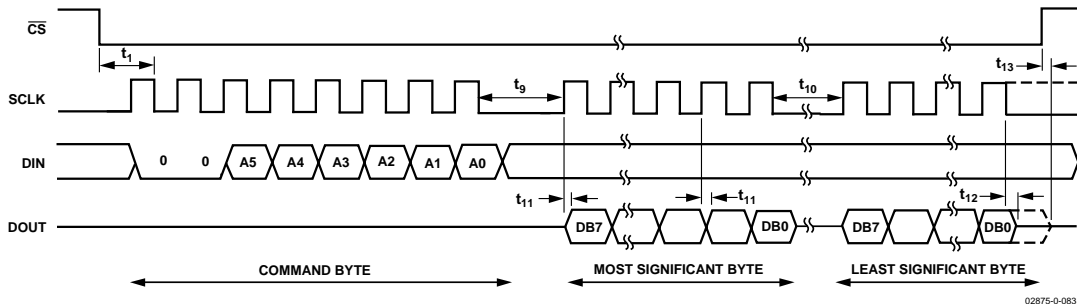 CS
t1
t13
SCLK
t9
t10
DIN
0 0 A5 A4 A3 A2 A1 A0
t11
t11
t12
DOUT
DB7 DB0 DB7 DB0
COMMAND BYTE MOST SIGNIFICANT BYTE LEAST SIGNIFICANT BYTE
02875-0-083